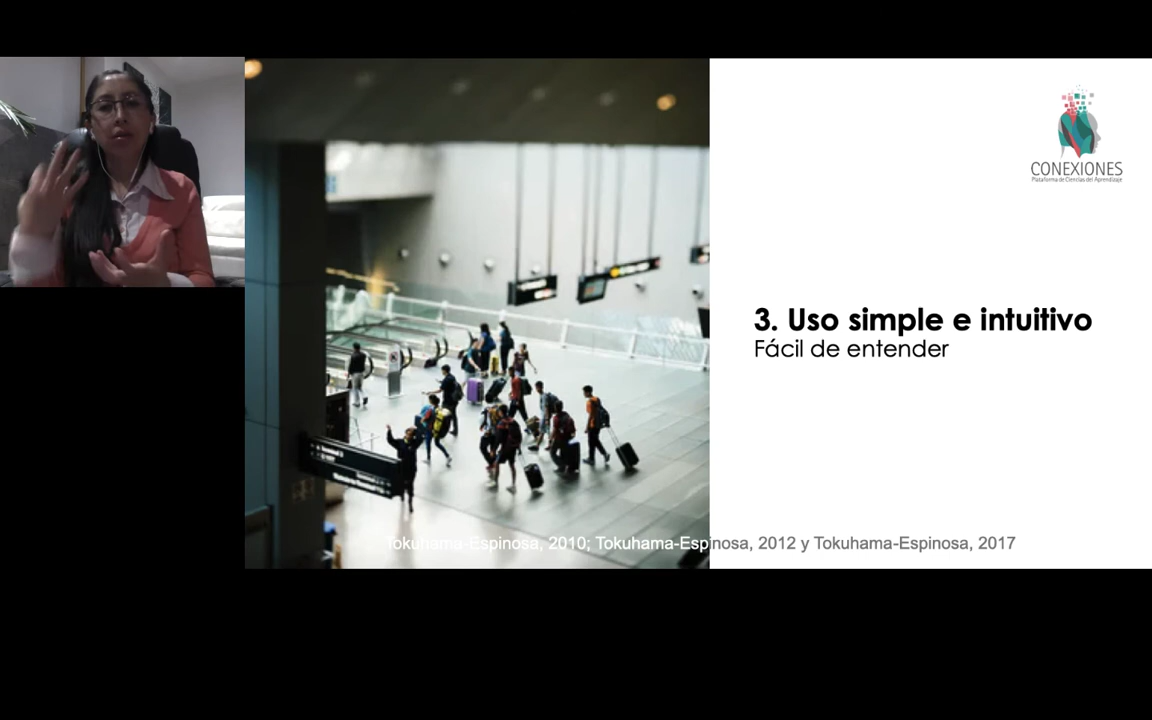 CONEXIONES
Plataforma de Ciencias del Aprendizaje
3. Uso simple e intuitivo
Fácil de entender
Tokuhama-Espinosa, 2010; Tokuhama-Espinosa, 2012 y Tokuhama-Espinosa, 2017